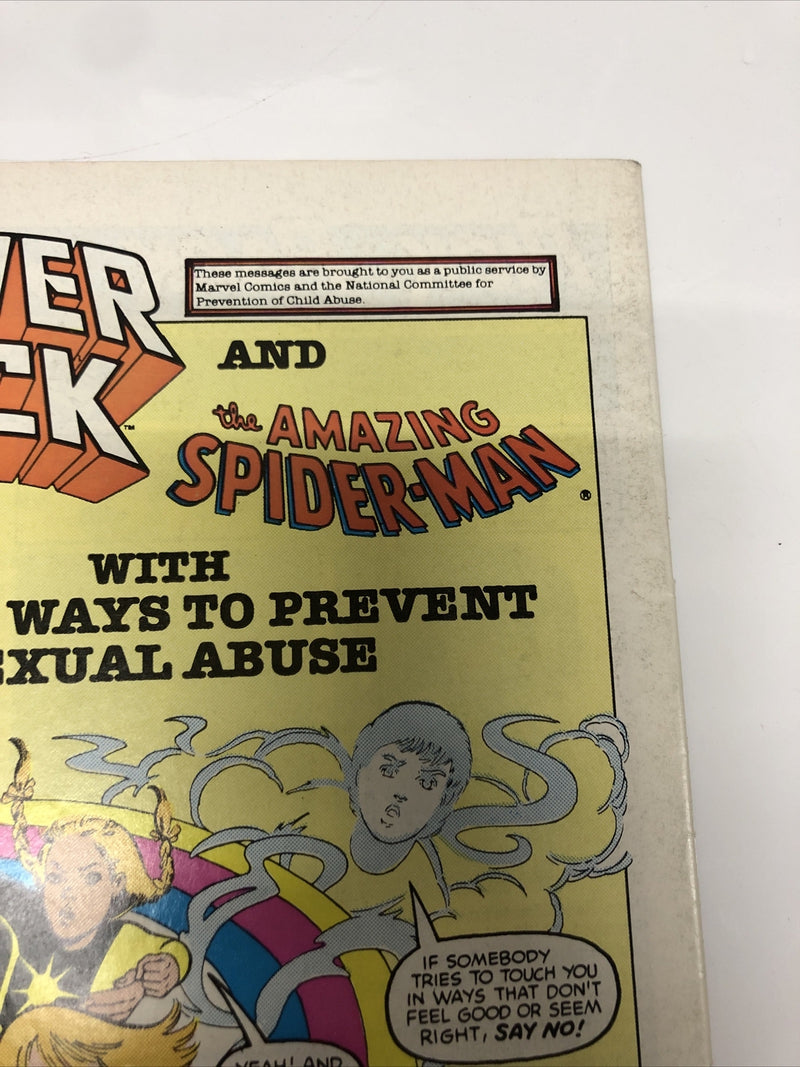 These messages are brought to you as a public service by
Marvel Comics and the National Committee for
Prevention of Child Abuse.
VER
CK™
AND
the AMAZING
SPIDER-MAN®
WITH
WAYS TO PREVENT
EXUAL ABUSE
IF SOMEBODY
TRIES TO TOUCH YOU
IN WAYS THAT DON'T
FEEL GOOD OR SEEM
RIGHT, SAY NO!
YEAH! AND